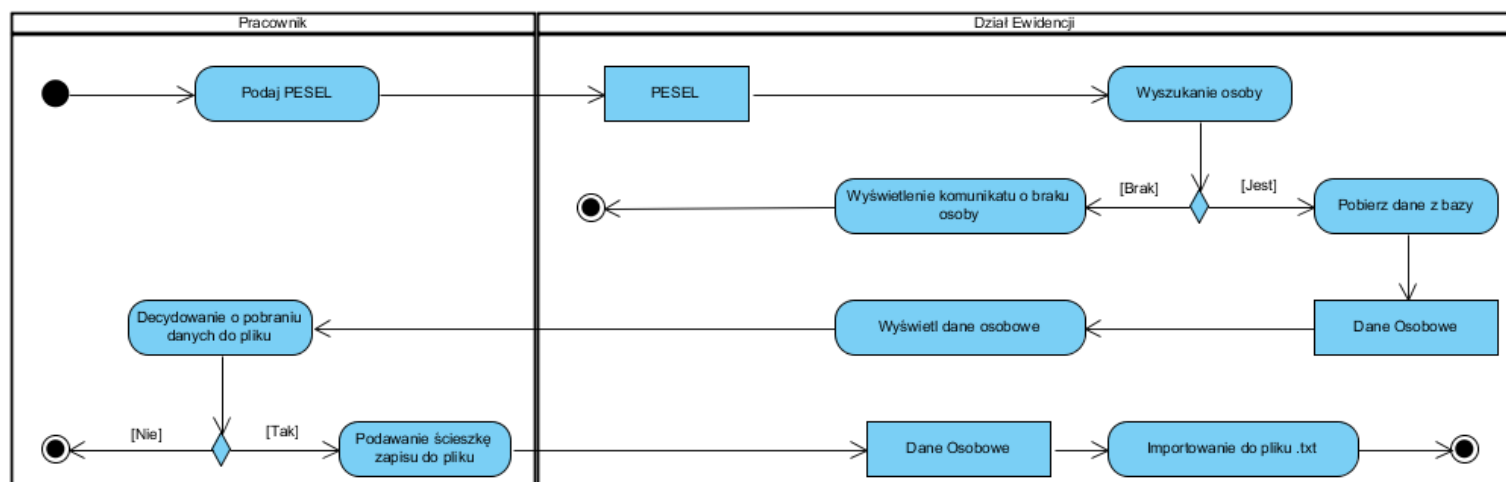 Pracownik
Dział Ewidencji
Podaj PESEL
PESEL
Wyszukanie osoby
Wyświetlenie komunikatu o braku
osoby
[Brak]
[Jest]
Pobierz dane z bazy
Decydowanie o pobraniu
danych do pliku
Wyświetl dane osobowe
Dane Osobowe
[Nie]
[Tak]
Podawanie ścieszkę
zapisu do pliku
Dane Osobowe
Importowanie do pliku .txt